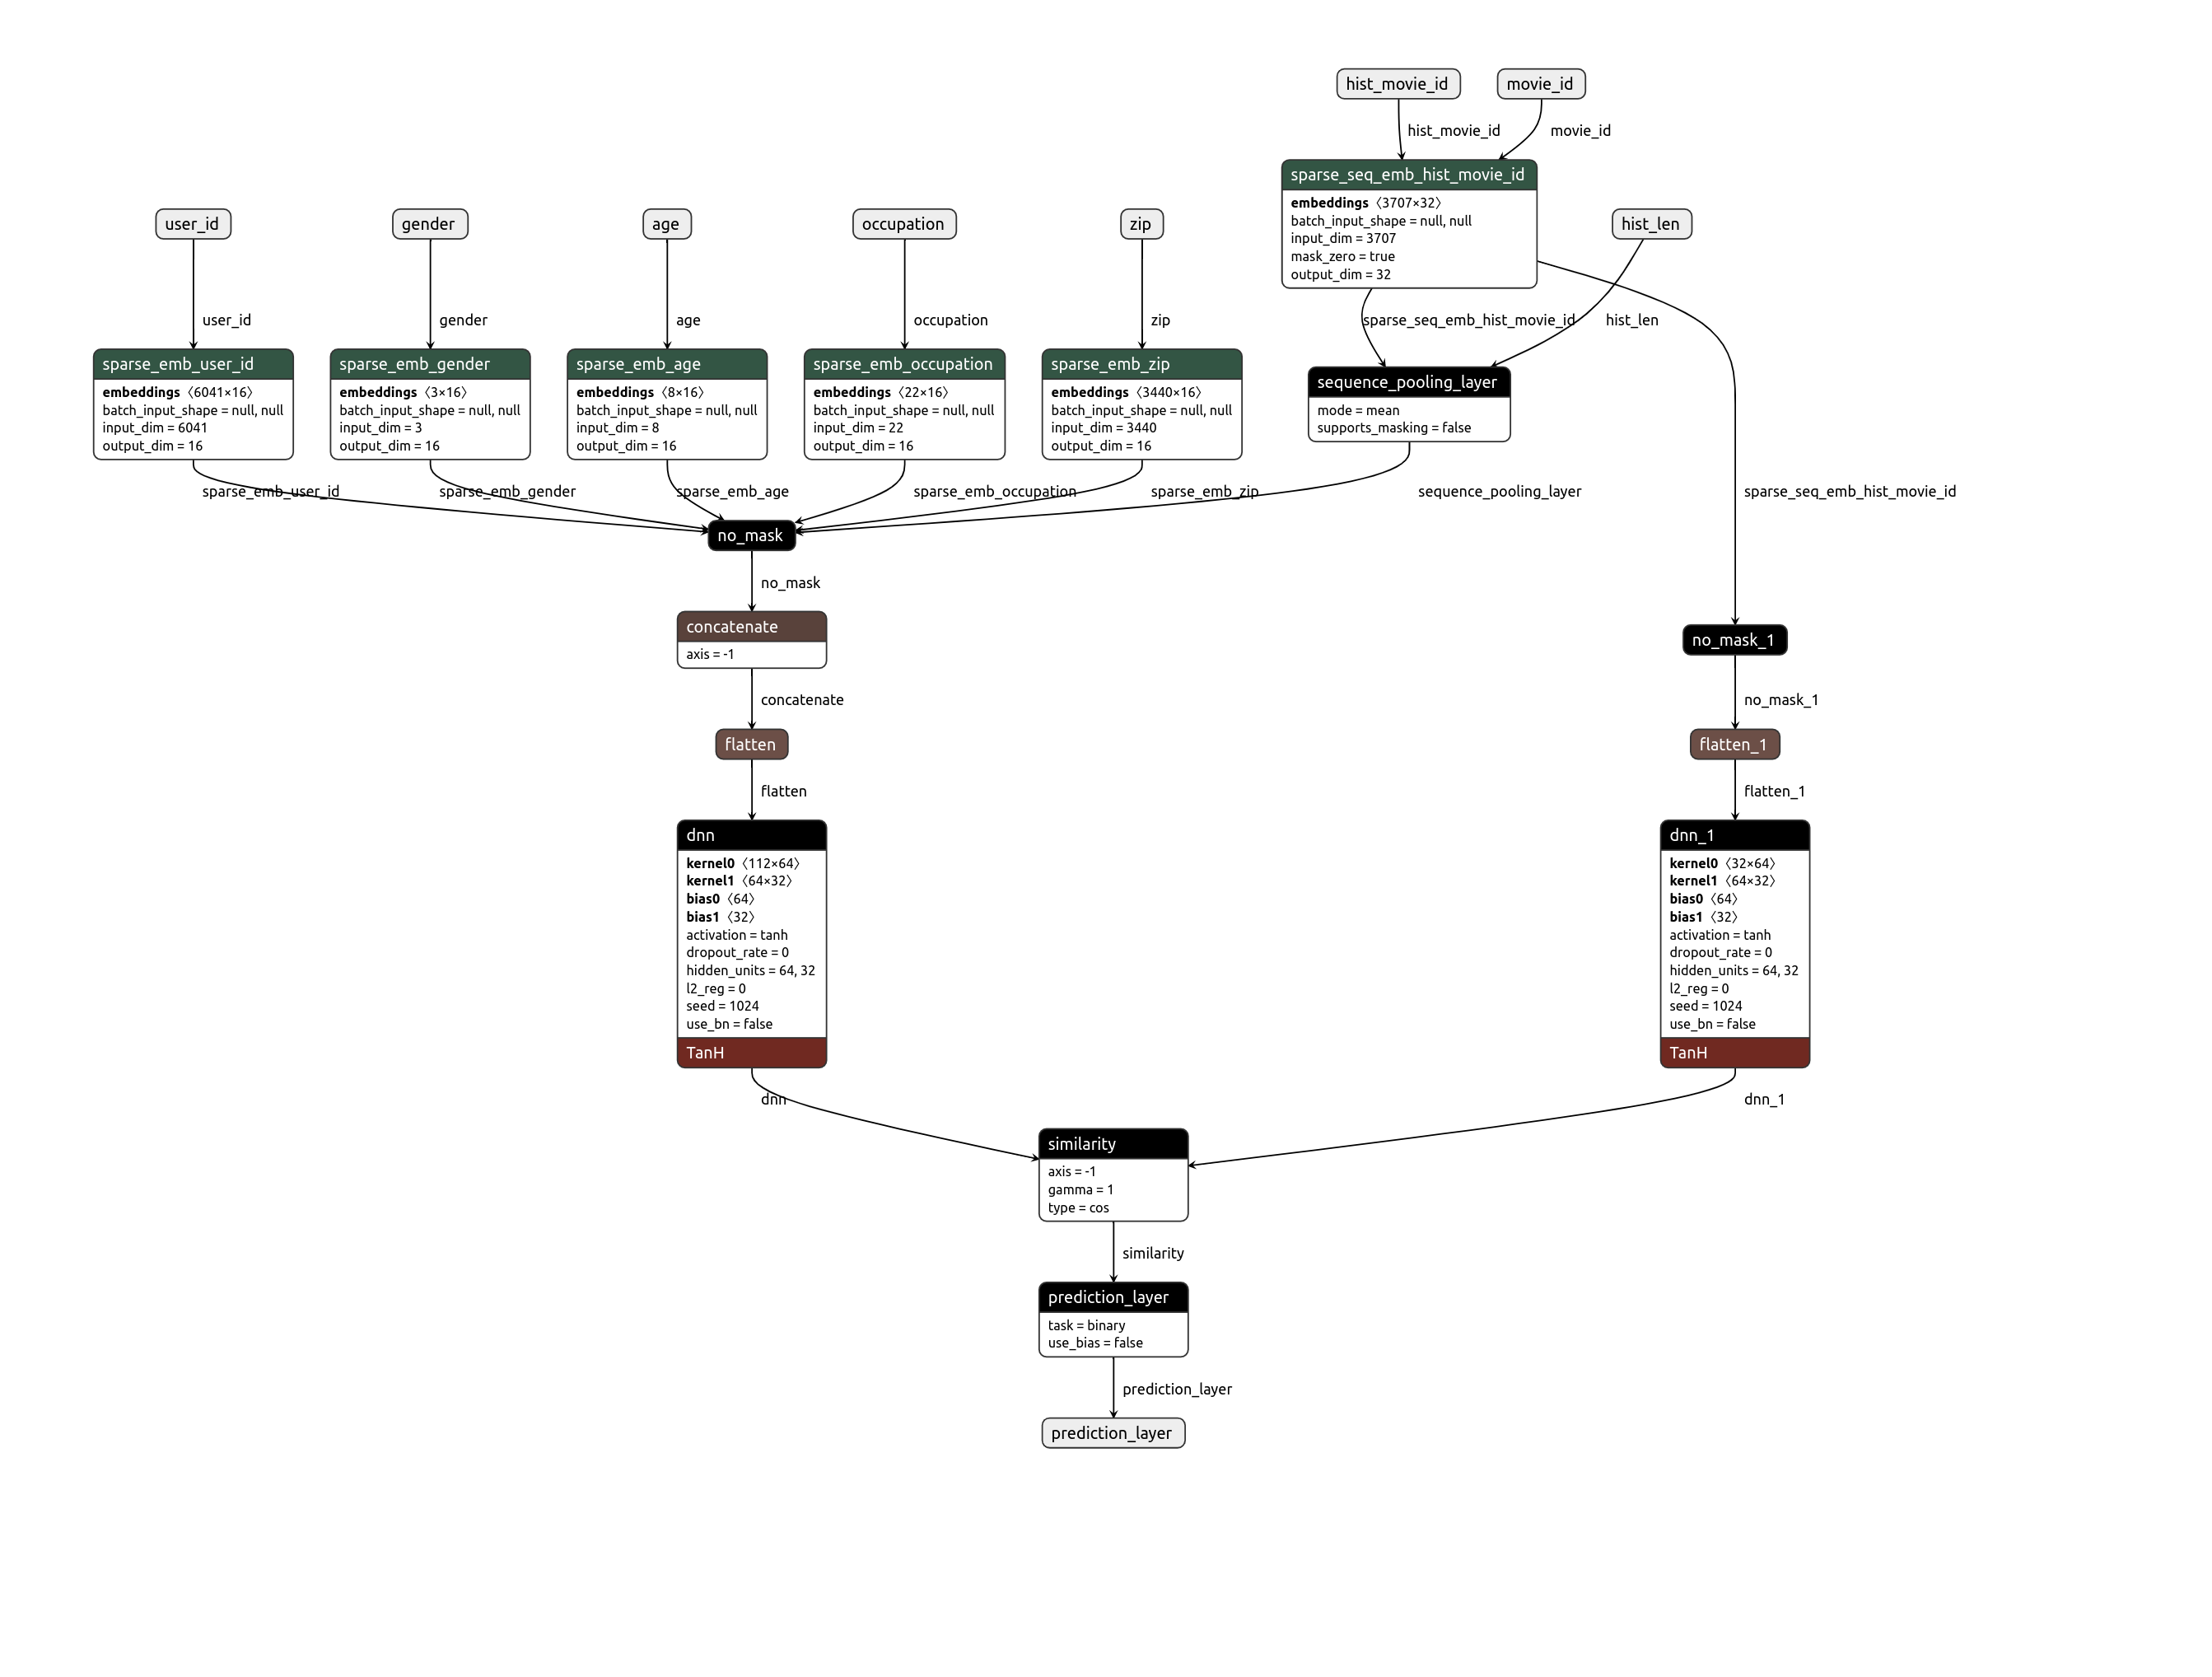 hist_movie_id
movie_id
hist_movie_id
movie_id
sparse_seq_emb_hist_movie_id
embeddings〈3707×32〉
batch_input_shape = null, null
input_dim = 3707
mask_zero = true
output_dim = 32
user_id
gender
age
occupation
zip
hist_len
user_id
gender
age
occupation
zip
sparse_seq_emb_hist_movie_id
hist_len
sparse_emb_user_id
embeddings〈6041×16〉
batch_input_shape = null, null
input_dim = 6041
output_dim = 16
sparse_emb_gender
embeddings〈3×16〉
batch_input_shape = null, null
input_dim = 3
output_dim = 16
sparse_emb_age
embeddings〈8×16〉
batch_input_shape = null, null
input_dim = 8
output_dim = 16
sparse_emb_occupation
embeddings〈22×16〉
batch_input_shape = null, null
input_dim = 22
output_dim = 16
sparse_emb_zip
embeddings〈3440×16〉
batch_input_shape = null, null
input_dim = 3440
output_dim = 16
sequence_pooling_layer
mode = mean
supports_masking = false
sparse_emb_user_id
sparse_emb_gender
sparse_emb_age
sparse_emb_occupation
sparse_emb_zip
sequence_pooling_layer
sparse_seq_emb_hist_movie_id
no_mask
no_mask
concatenate
axis = -1
concatenate
flatten
flatten
no_mask_1
no_mask_1
flatten_1
flatten_1
dnn
kernel0〈112×64〉
kernel1〈64×32〉
bias0〈64〉
bias1〈32〉
activation = tanh
dropout_rate = 0
hidden_units = 64, 32
l2_reg = 0
seed = 1024
use_bn = false
TanH
dnn
dnn_1
kernel0〈32×64〉
kernel1〈64×32〉
bias0〈64〉
bias1〈32〉
activation = tanh
dropout_rate = 0
hidden_units = 64, 32
l2_reg = 0
seed = 1024
use_bn = false
TanH
dnn_1
similarity
axis = -1
gamma = 1
type = cos
similarity
prediction_layer
task = binary
use_bias = false
prediction_layer
prediction_layer